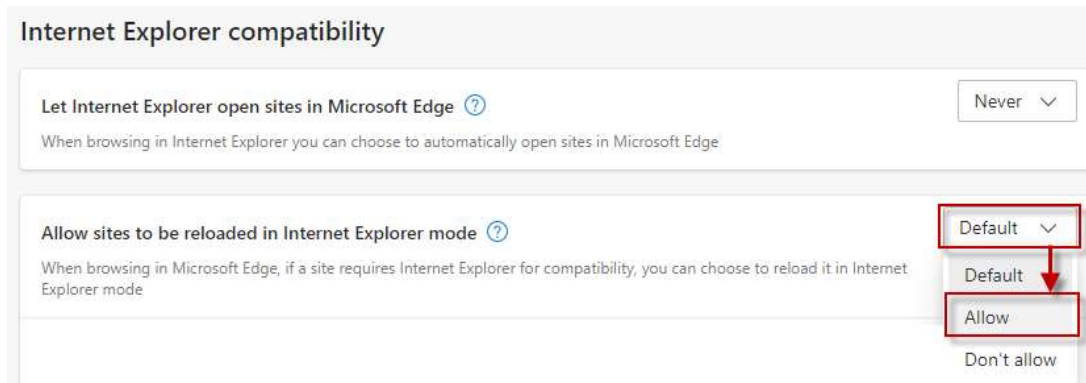 Internet Explorer compatibility
Let Internet Explorer open sites in Microsoft Edge
Never
When browsing in Internet Explorer you can choose to automatically open sites in Microsoft Edge
Allow sites to be reloaded in Internet Explorer mode
Default
When browsing in Microsoft Edge, if a site requires Internet Explorer for compatibility, you can choose to reload it in Internet
Explorer mode
Default
Allow
Don't allow